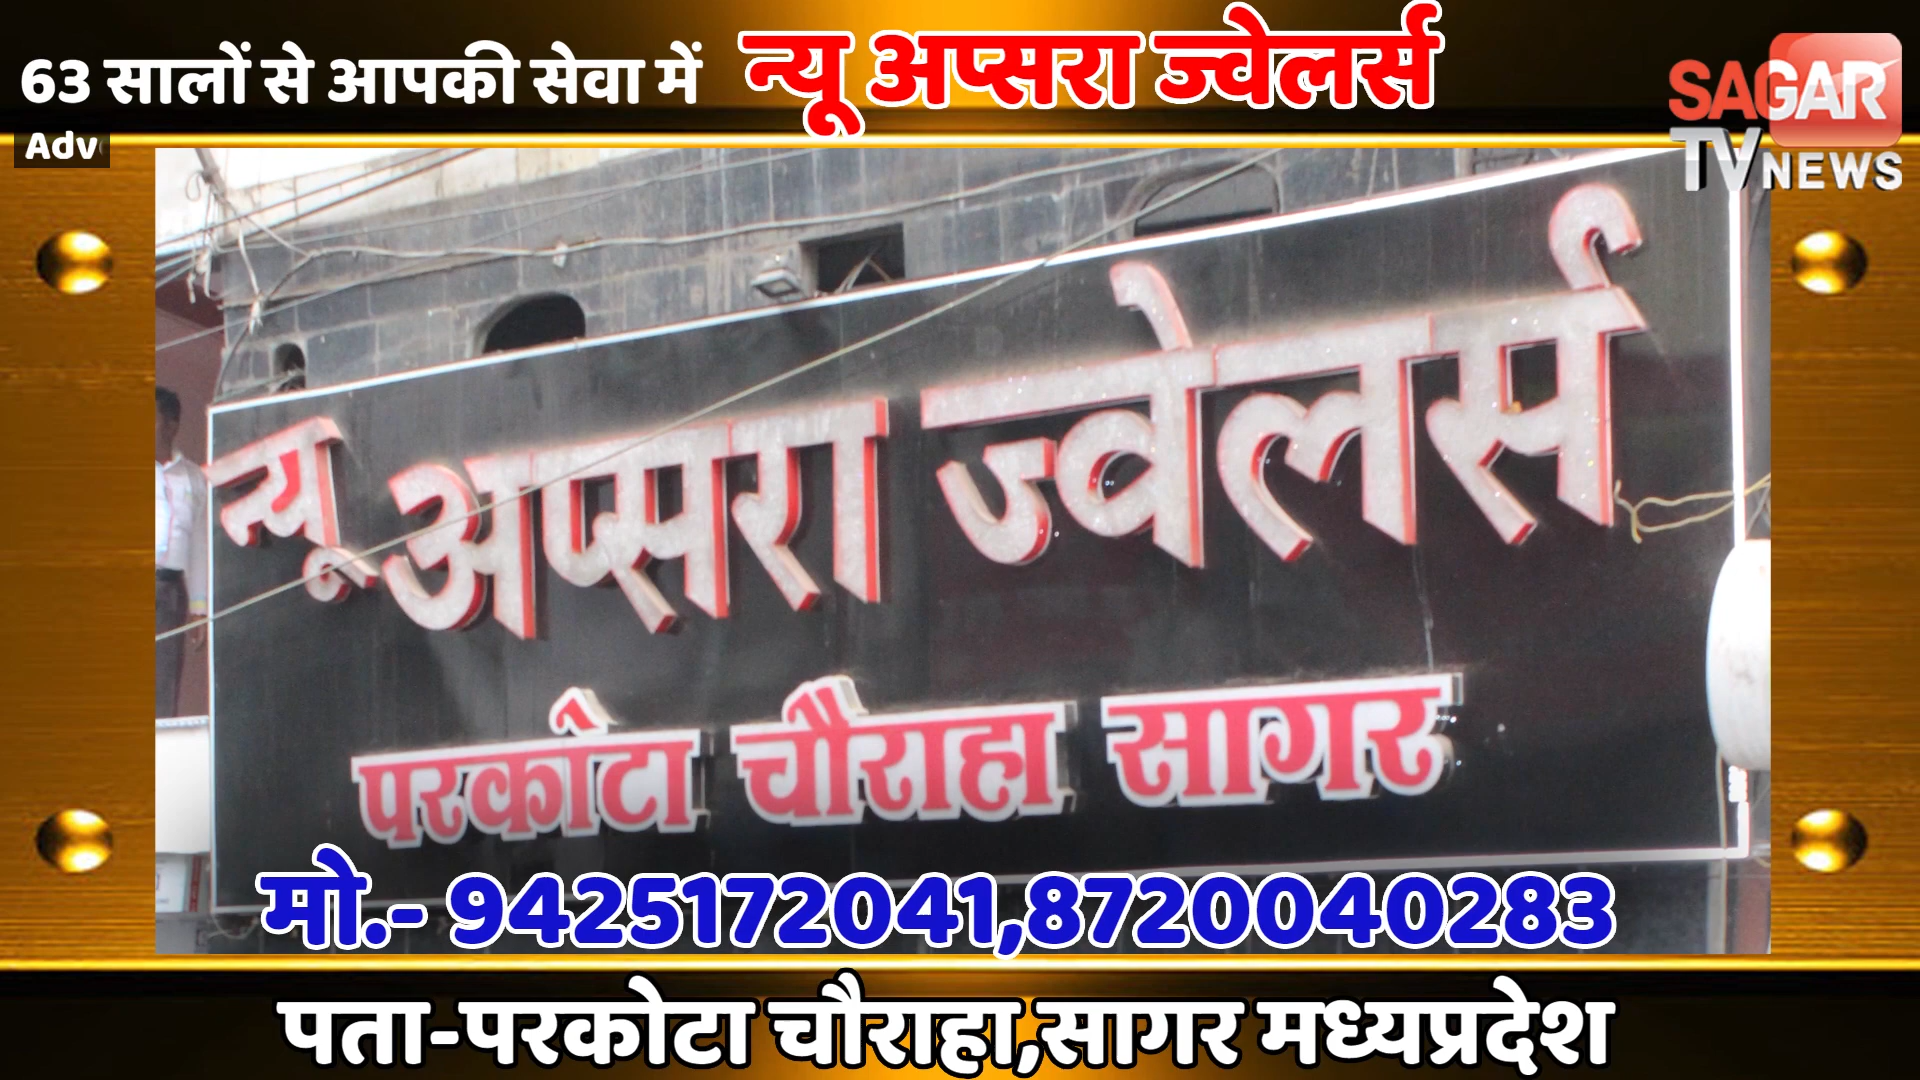 63 सालों से आपकी सेवा में न्यू अप्सरा ज्वेलर्स
SAGAR
TV NEWS
Adv
न्यू अप्सरा ज्वेलर्स
परकोटा चौराहा सागर
मो.- 9425172041,8720040283
पता-परकोटा चौराहा,सागर मध्यप्रदेश